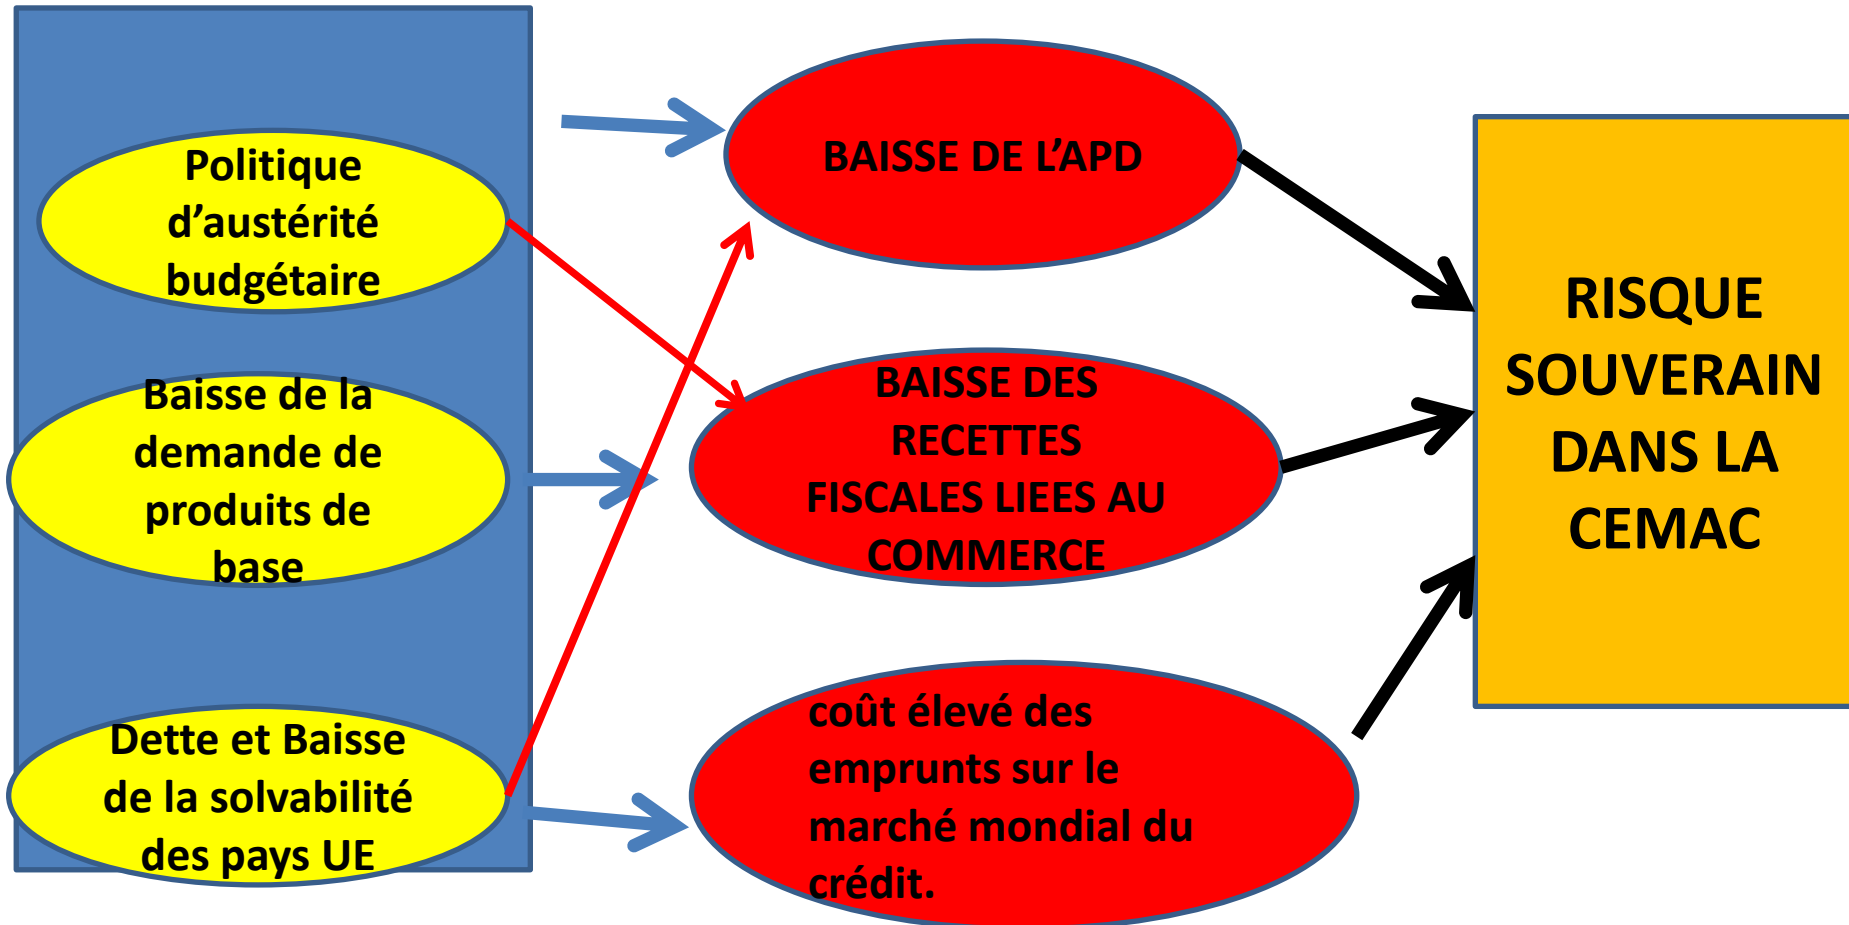 Politique
d’austérité
budgétaire
Baisse de la
demande de
produits de
base
Dette et Baisse
de la solvabilité
des pays UE
BAISSE DE L’APD
BAISSE DES
RECETTES
FISCALES LIEES AU
COMMERCE
coût élevé des
emprunts sur le
marché mondial du
crédit.
RISQUE
SOUVERAIN
DANS LA
CEMAC